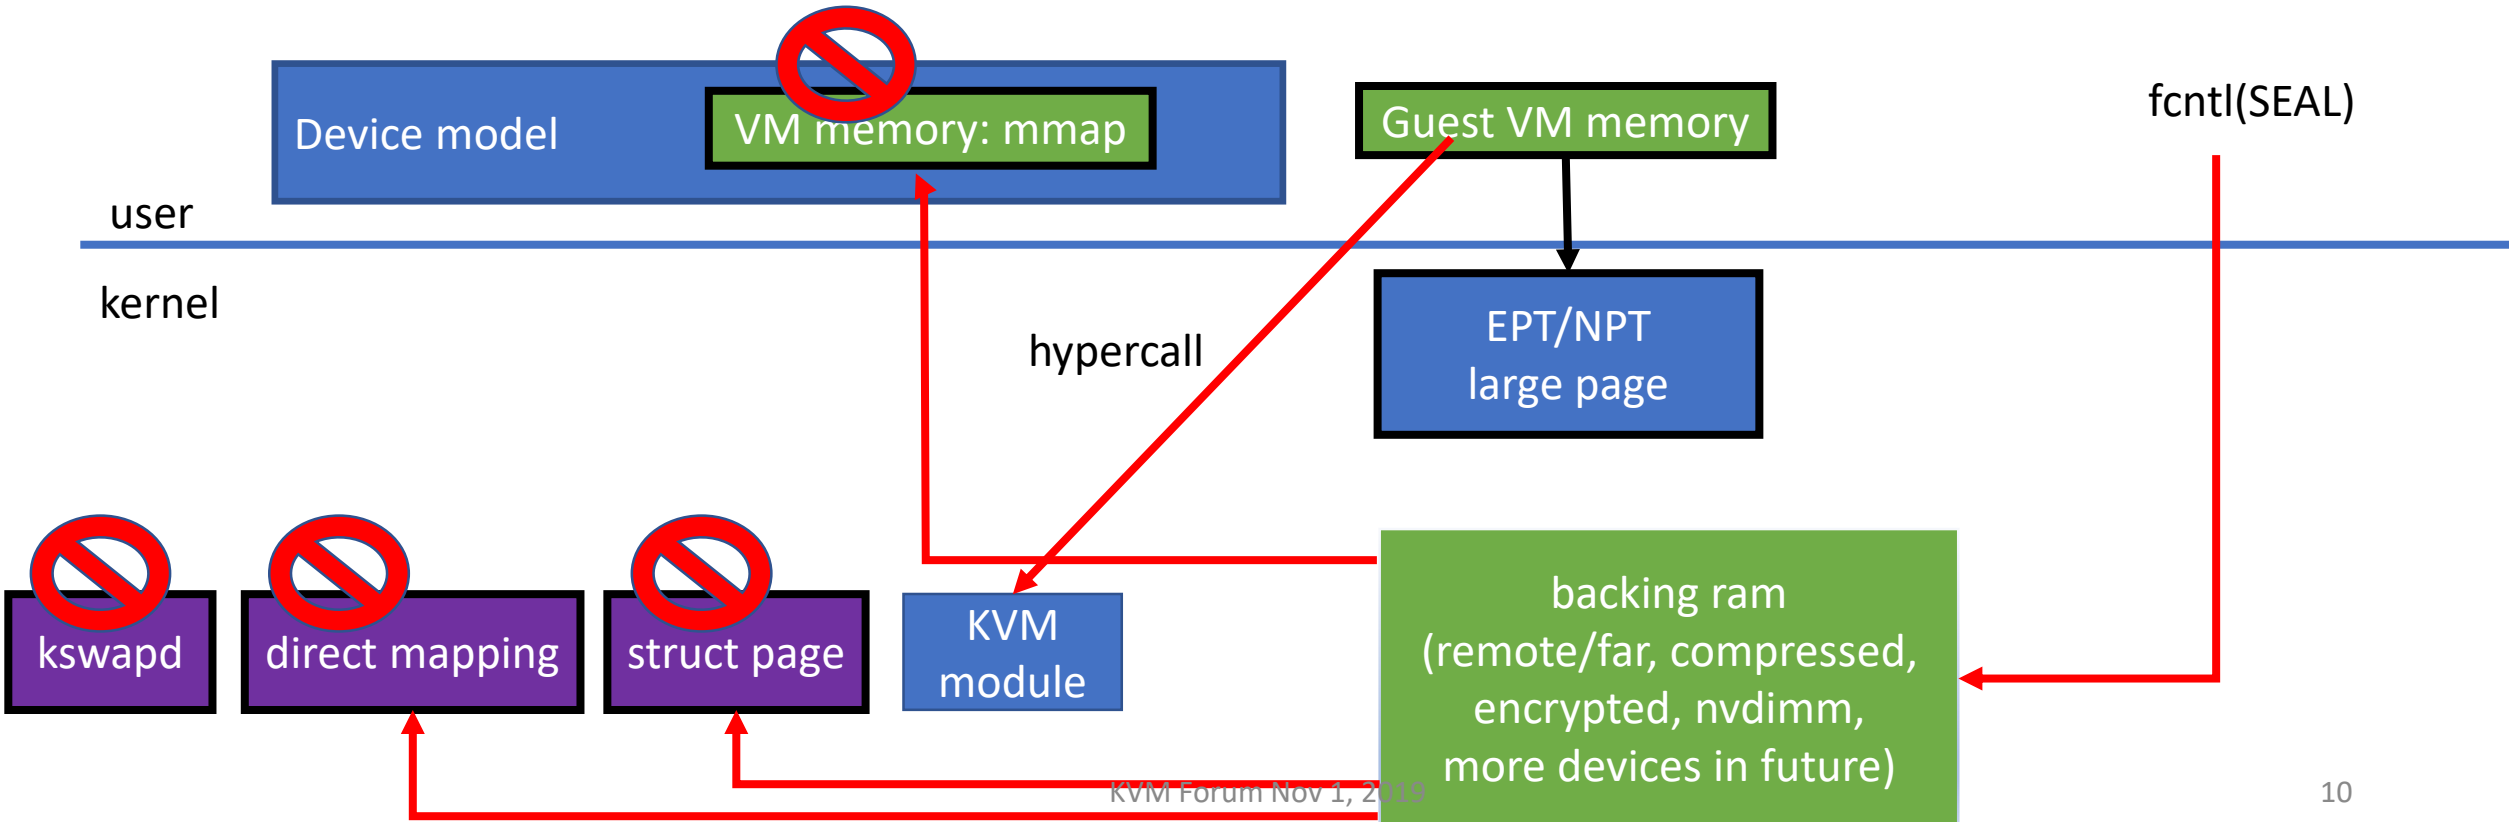 Device model
VM memory: mmap
Guest VM memory
fcntl(SEAL)
user
kernel
hypercall
EPT/NPT
large page
kswapd
direct mapping
struct page
KVM
module
backing ram
(remote/far, compressed,
encrypted, nvdimm,
more devices in future)
KVM Forum Nov 1, 2019
10